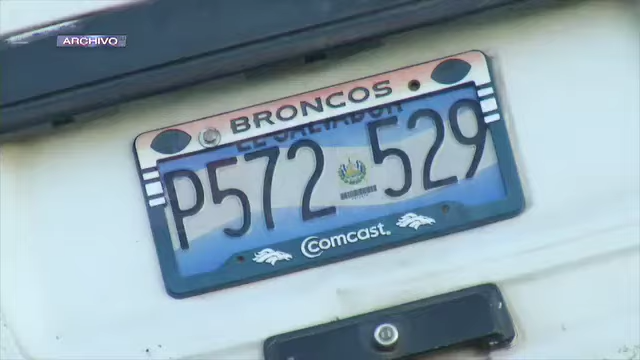 ARCHIVO
BRONCOS
EL SALVADOR
P572 529
Comcast.